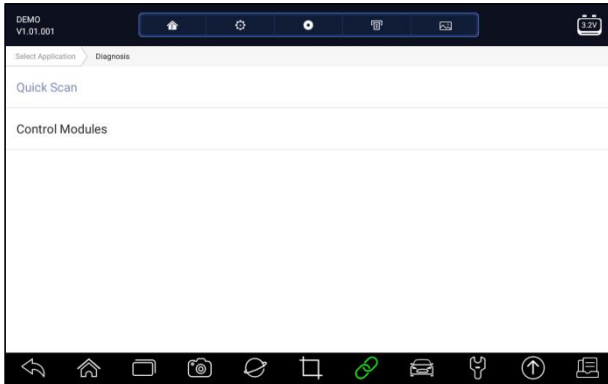 DEMO
V1.01.001
3.2V
Select Application
Diagnosis
Quick Scan
Control Modules